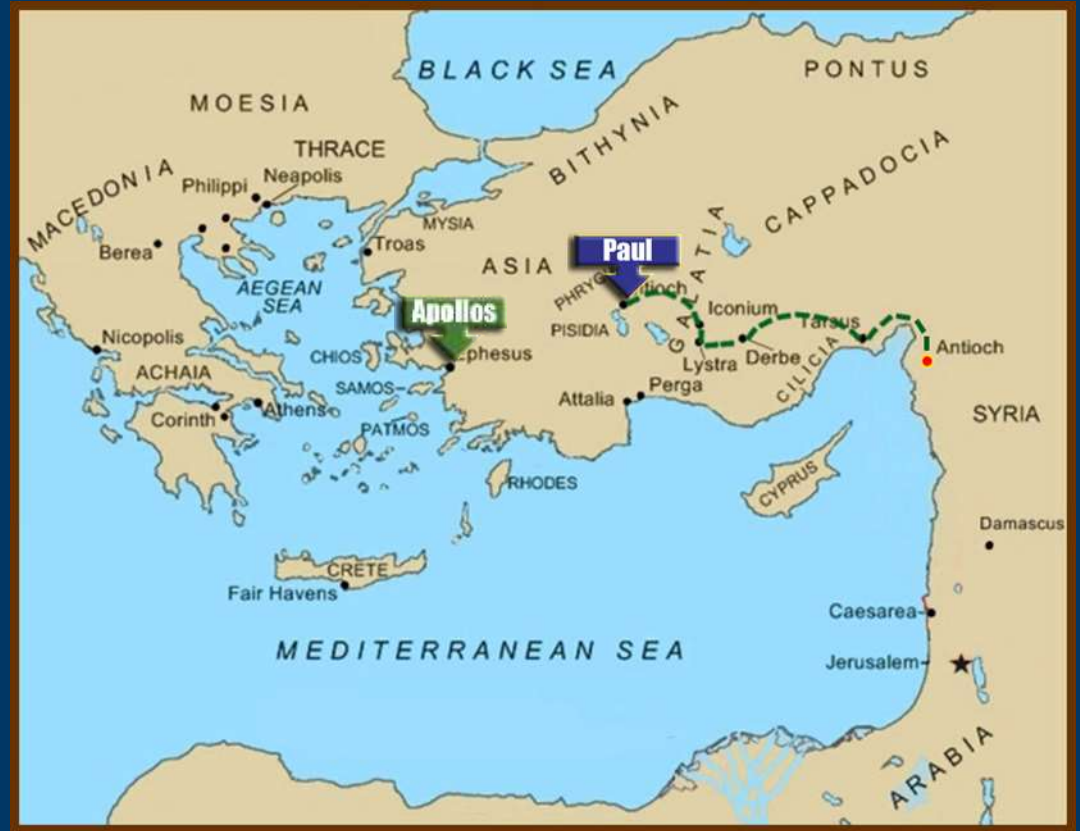 BLACK SEA
PONTUS
MOESIA
THRACE
BITHYNIA
CAPPADOCIA
MACEDONIA
Philippi
Neapolis
MYSIA
Berea
Troas
ASIA
Paul
GALATIA
AEGEAN
SEA
Apollos
Iconium
Tarsus
PISIDIA
Nicopolis
CHIOS
Lystra
Derbe
CILICIA
Antioch
ACHAIA
SAMOS
Perga
Attalia
Corinth
Athens
PATMOS
SYRIA
RHODES
CYPRUS
Damascus
CRETE
Fair Havens
Caesarea
MEDITERRANEAN SEA
Jerusalem
ARABIA